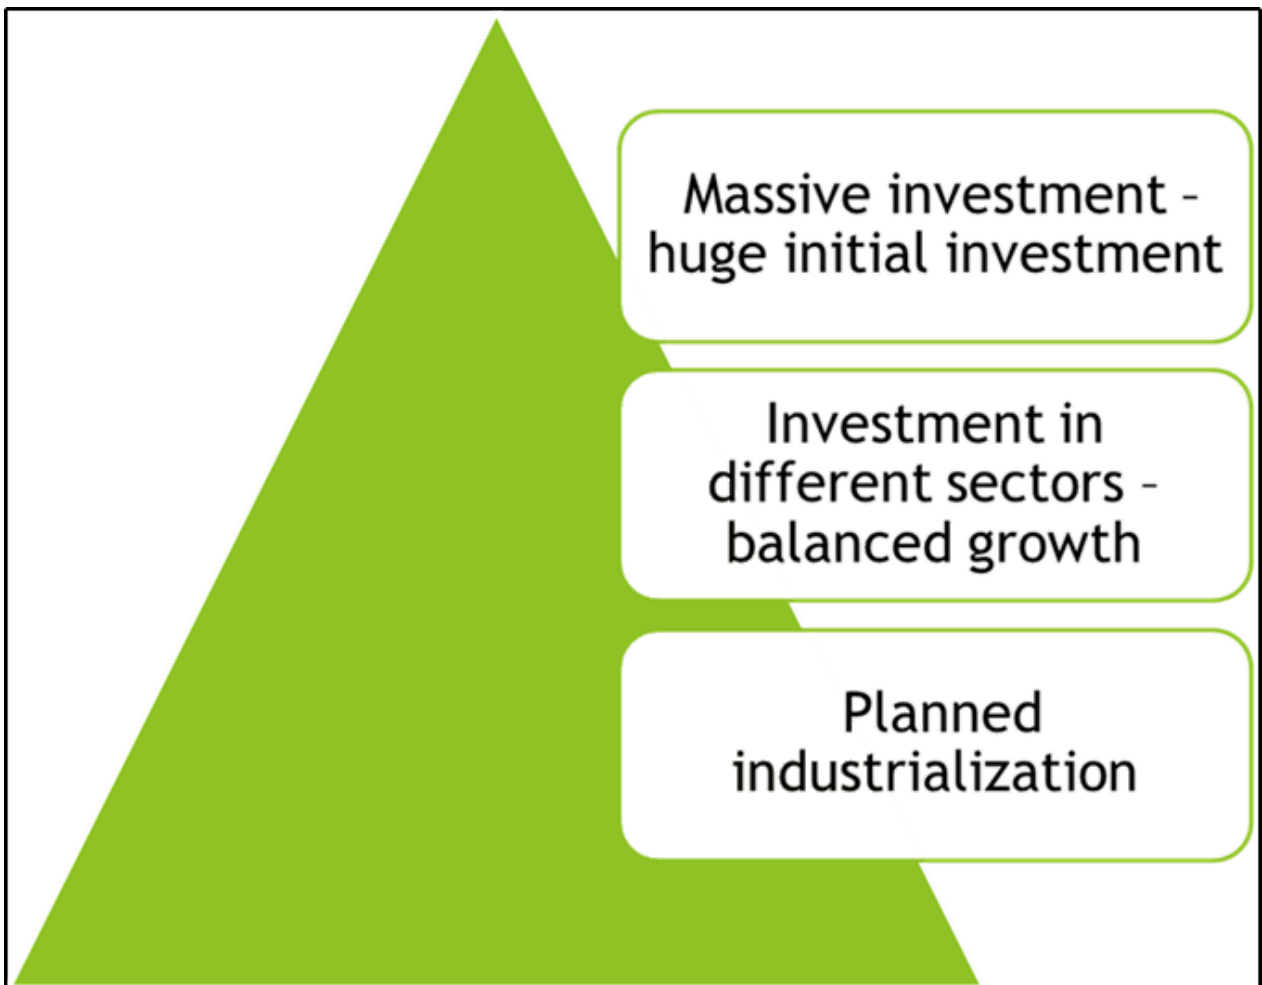 Massive investment –
huge initial investment
Investment in
different sectors –
balanced growth
Planned
industrialization